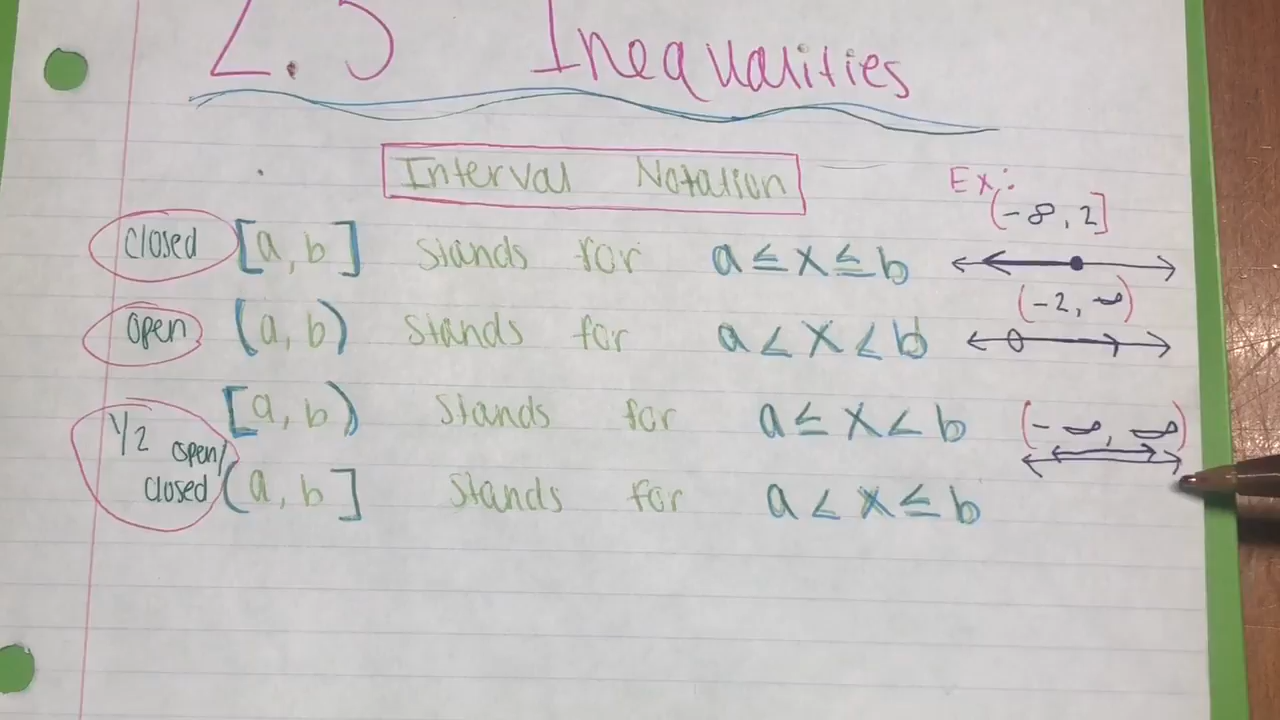 2.5 Inequalities
Interval Notation
Ex:
(-∞, 2]
closed [a, b] stands for a ≤ x ≤ b
(-2, ∞)
open (a, b) stands for a < x < b
[a, b) stands for a ≤ x < b
(-∞, ∞)
1/2 open/
closed (a, b] stands for a < x ≤ b